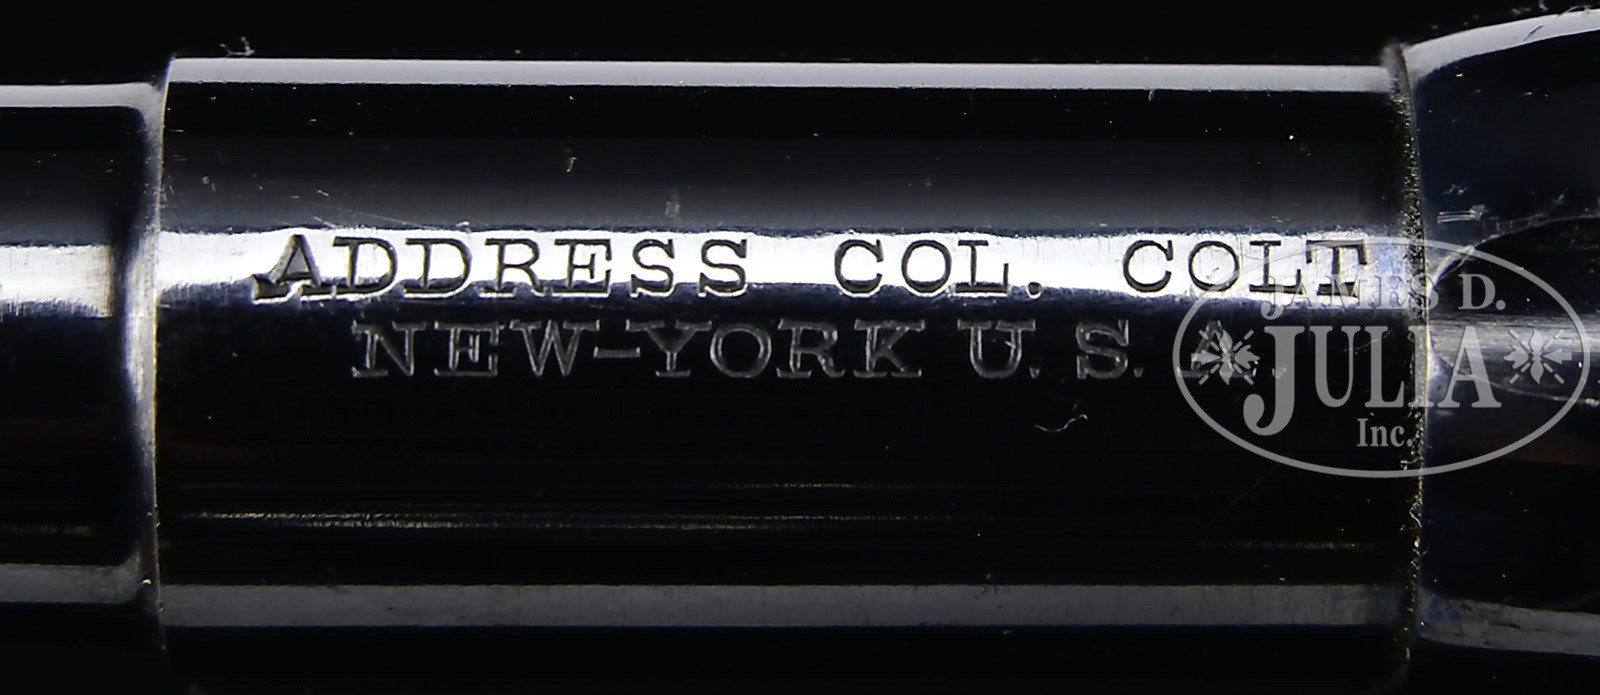 ADDRESS COL. COLT
NEW-YORK U.S.A.
JAMES D.
JULIA
Inc.